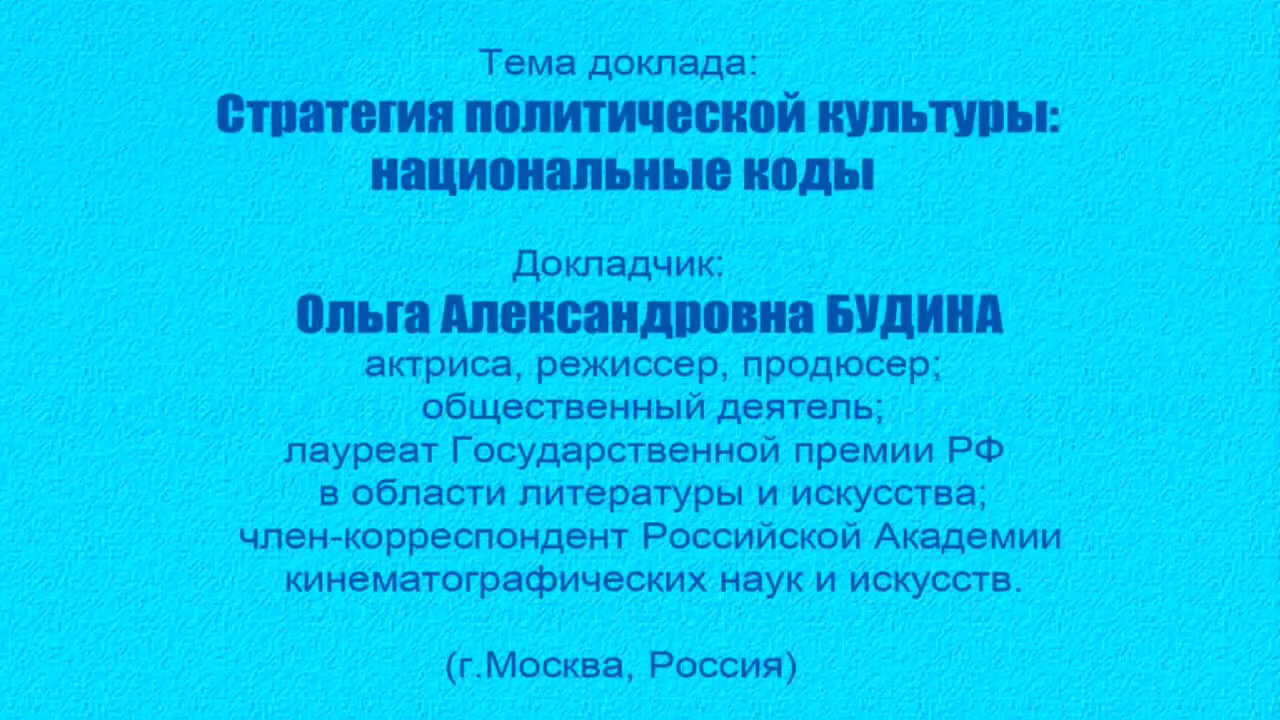 Тема доклада:
Стратегия политической культуры:
национальные коды
Докладчик:
Ольга Александровна БУДИНА
актриса, режиссер, продюсер;
общественный деятель;
лауреат Государственной премии РФ
в области литературы и искусства;
член-корреспондент Российской Академии
кинематографических наук и искусств.
(г.Москва, Россия)